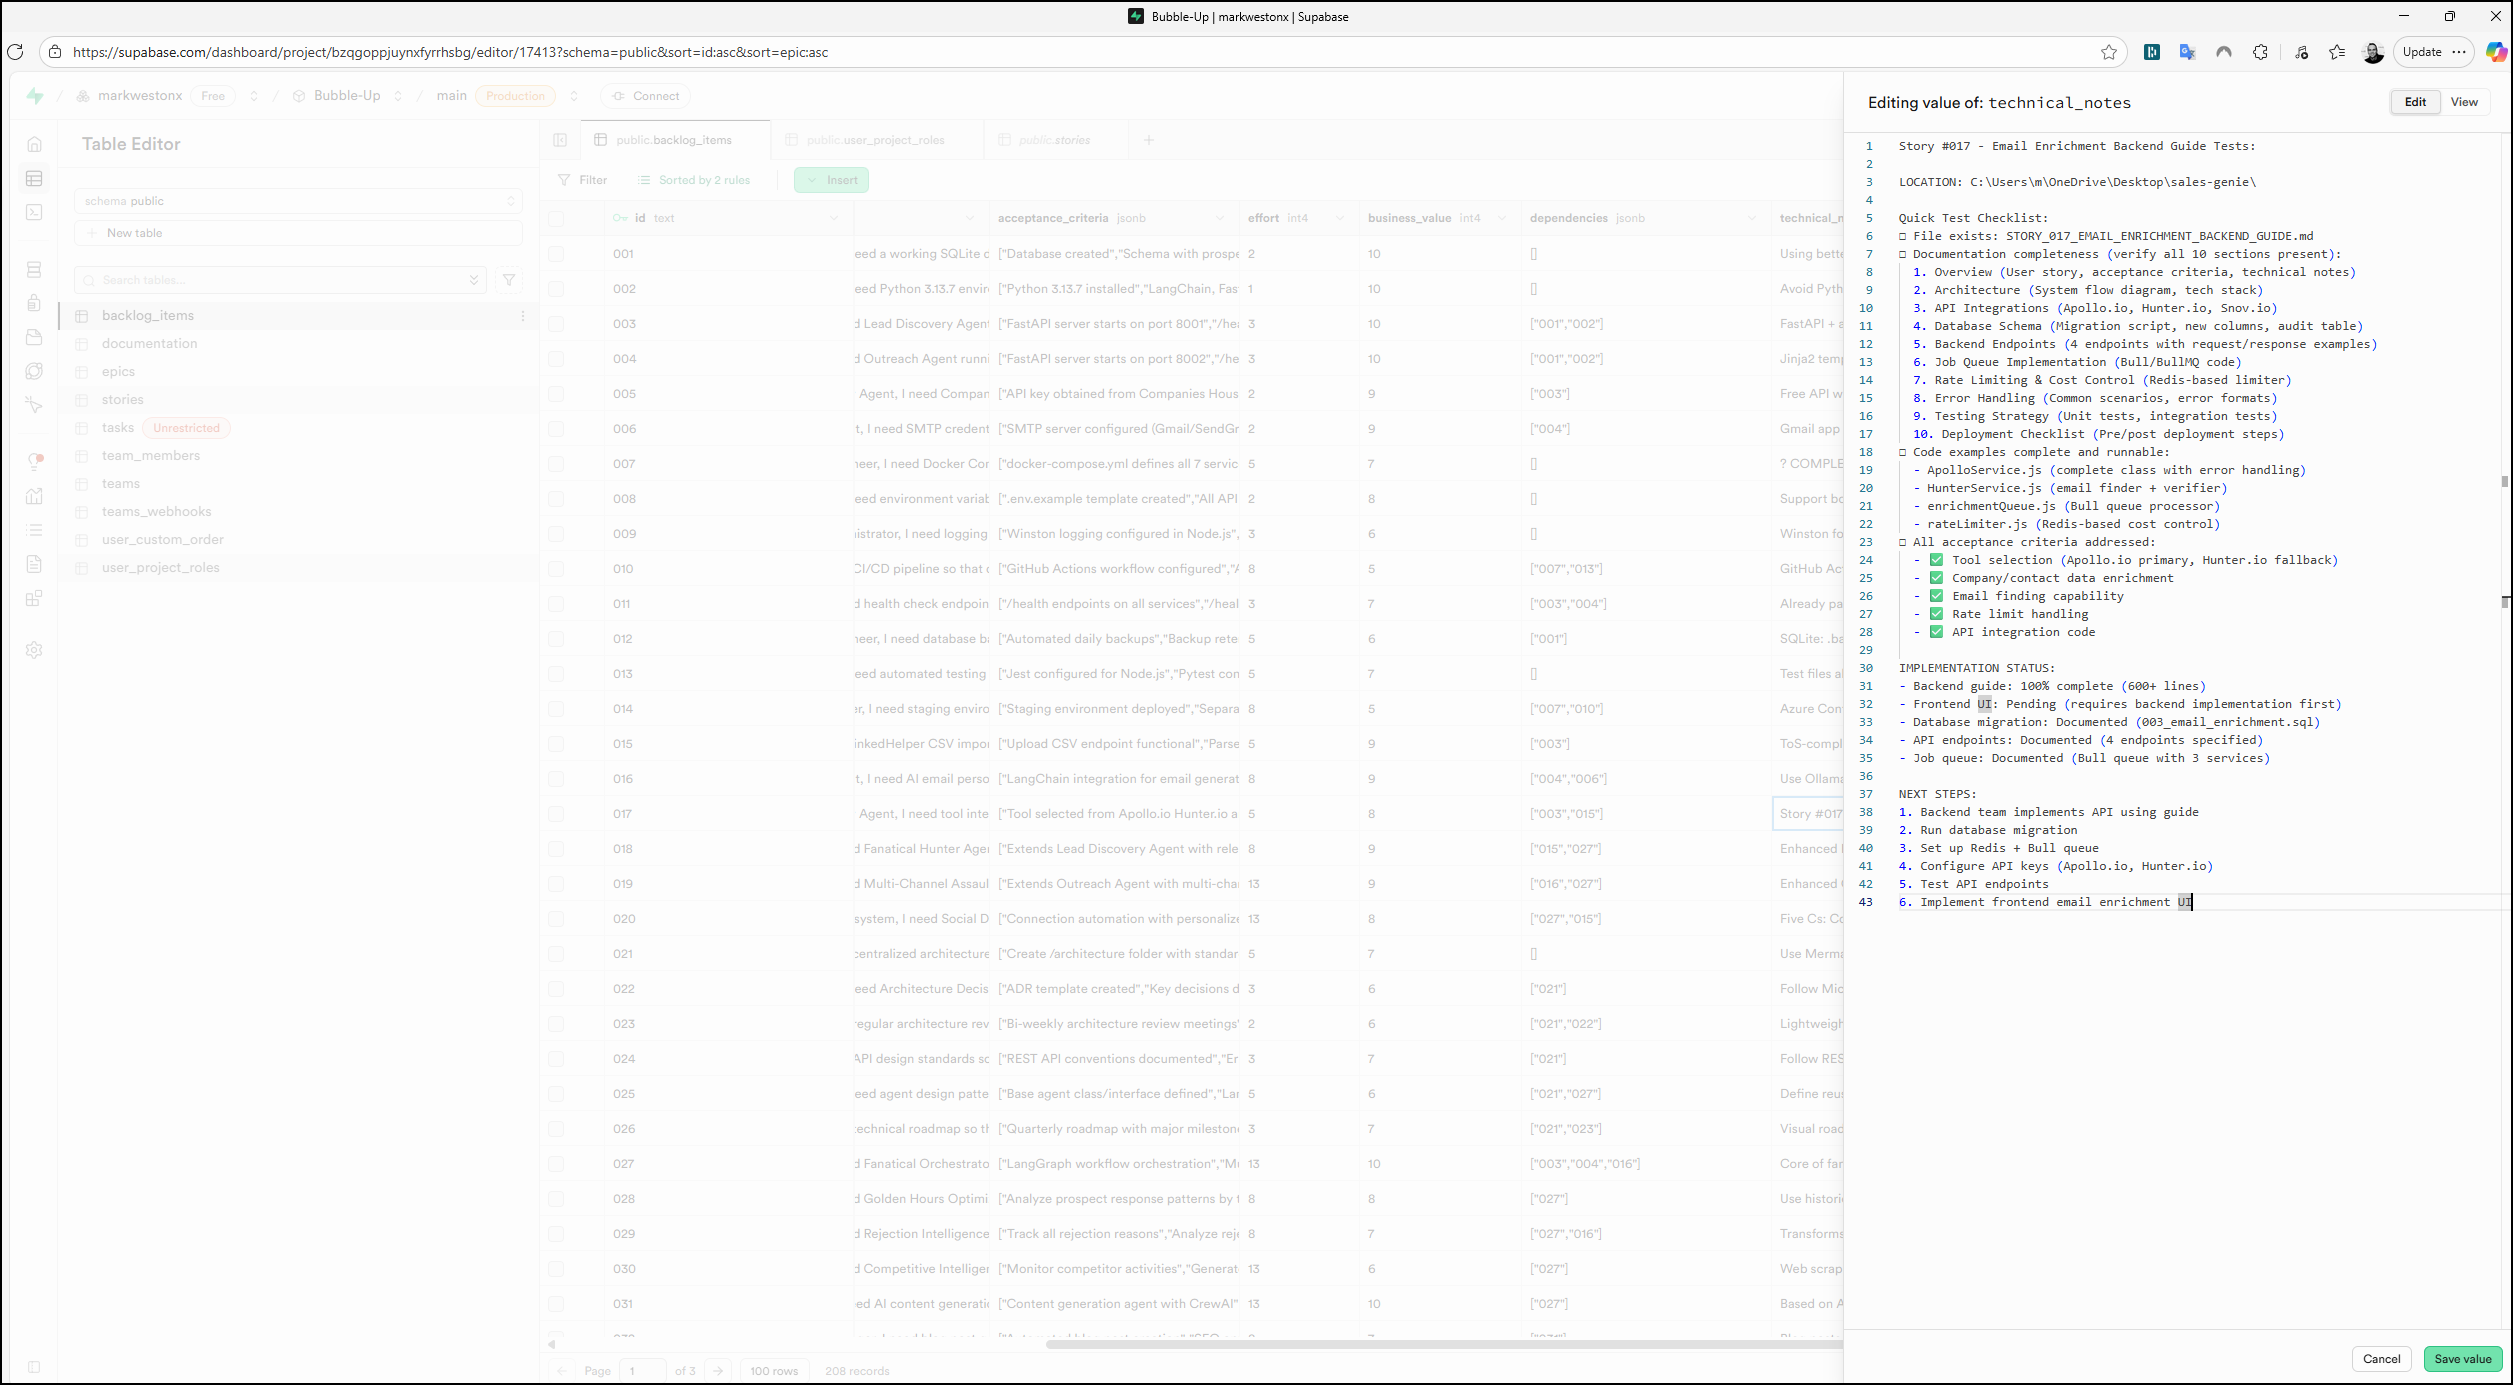 Bubble-Up | markwestonx | Supabase
https://supabase.com/dashboard/project/bzqgoppjuynxfyrrhsbg/editor/17413?schema=public&sort=id:asc&sort=epic:asc
Update
markwestonx Free
Bubble-Up
main Production
Connect
Table Editor
schema public
New table
Search tables...
backlog_items
documentation
epics
stories
tasks Unrestricted
team_members
teams
teams_webhooks
user_custom_order
user_project_roles
public.backlog_items
public.user_project_roles
public.stories
Filter
Sorted by 2 rules
Insert
id text acceptance_criteria jsonb effort int4 business_value int4 dependencies jsonb technical_n
001 eed a working SQLite c ["Database created","Schema with prospe 2 10 [] Using bette
002 eed Python 3.13.7 envir ["Python 3.13.7 installed","LangChain, Fas 1 10 [] Avoid Pyth
003 d Lead Discovery Agent ["FastAPI server starts on port 8001","/hea 3 10 ["001","002"] FastAPI + a
004 d Outreach Agent runni ["FastAPI server starts on port 8002","/he 3 10 ["001","002"] Jinja2 temp
005 Agent, I need Compan ["API key obtained from Companies Hous 2 9 ["003"] Free API w
006 t, I need SMTP credent ["SMTP server configured (Gmail/SendGr 2 9 ["004"] Gmail app
007 neer, I need Docker Cor ["docker-compose.yml defines all 7 servic 5 7 [] ? COMPLE
008 eed environment variab [".env.example template created","All API 2 8 [] Support bo
009 istrator, I need logging ["Winston logging configured in Node.js", 3 6 [] Winston fo
010 CI/CD pipeline so that ["GitHub Actions workflow configured","A 8 5 ["007","013"] GitHub Ac
011 d health check endpoin ["/health endpoints on all services","/heal 3 7 ["003","004"] Already pa
012 neer, I need database ba ["Automated daily backups","Backup rete 5 6 ["001"] SQLite: .ba
013 eed automated testing ["Jest configured for Node.js","Pytest con 5 7 [] Test files al
014 er, I need staging enviro ["Staging environment deployed","Separa 8 5 ["007","010"] Azure Con
015 inkedHelper CSV impor ["Upload CSV endpoint functional","Parse 5 9 ["003"] ToS-compl
016 t, I need AI email perso ["LangChain integration for email generat 8 9 ["004","006"] Use Ollama
017 Agent, I need tool inte ["Tool selected from Apollo.io Hunter.io a 5 8 ["003","015"] Story #017
018 d Fanatical Hunter Age ["Extends Lead Discovery Agent with rele 8 9 ["015","027"] Enhanced
019 d Multi-Channel Assaul ["Extends Outreach Agent with multi-cha 13 9 ["016","027"] Enhanced
020 system, I need Social D ["Connection automation with personalize 13 8 ["027","015"] Five Cs: Co
021 centralized architecture ["Create /architecture folder with standar 5 7 [] Use Merma
022 eed Architecture Decis ["ADR template created","Key decisions d 3 6 ["021"] Follow Mic
023 regular architecture rev ["Bi-weekly architecture review meetings" 2 6 ["021","022"] Lightweigh
024 API design standards so ["REST API conventions documented","Er 3 7 ["021"] Follow RES
025 eed agent design patte ["Base agent class/interface defined","Lar 5 6 ["021","027"] Define reus
026 technical roadmap so th ["Quarterly roadmap with major mileston 3 7 ["021","023"] Visual road
027 d Fanatical Orchestrato ["LangGraph workflow orchestration","Mu 13 10 ["003","004","016"] Core of far
028 d Golden Hours Optimi ["Analyze prospect response patterns by t 8 8 ["027"] Use histori
029 d Rejection Intelligence ["Track all rejection reasons","Analyze reje 8 7 ["027","016"] Transforms
030 d Competitive Intelliger ["Monitor competitor activities","Generat 13 6 ["027"] Web scrap
031 ed AI content generatio ["Content generation agent with CrewAI" 13 10 ["027"] Based on A
Page 1 of 3 100 rows 208 records
Editing value of: technical_notes
Edit View
1 Story #017 - Email Enrichment Backend Guide Tests:
2
3 LOCATION: C:\Users\m\OneDrive\Desktop\sales-genie\
4
5 Quick Test Checklist:
6 □ File exists: STORY_017_EMAIL_ENRICHMENT_BACKEND_GUIDE.md
7 □ Documentation completeness (verify all 10 sections present):
8 1. Overview (User story, acceptance criteria, technical notes)
9 2. Architecture (System flow diagram, tech stack)
10 3. API Integrations (Apollo.io, Hunter.io, Snov.io)
11 4. Database Schema (Migration script, new columns, audit table)
12 5. Backend Endpoints (4 endpoints with request/response examples)
13 6. Job Queue Implementation (Bull/BullMQ code)
14 7. Rate Limiting & Cost Control (Redis-based limiter)
15 8. Error Handling (Common scenarios, error formats)
16 9. Testing Strategy (Unit tests, integration tests)
17 10. Deployment Checklist (Pre/post deployment steps)
18 □ Code examples complete and runnable:
19 - ApolloService.js (complete class with error handling)
20 - HunterService.js (email finder + verifier)
21 - enrichmentQueue.js (Bull queue processor)
22 - rateLimiter.js (Redis-based cost control)
23 □ All acceptance criteria addressed:
24 - ✅ Tool selection (Apollo.io primary, Hunter.io fallback)
25 - ✅ Company/contact data enrichment
26 - ✅ Email finding capability
27 - ✅ Rate limit handling
28 - ✅ API integration code
29
30 IMPLEMENTATION STATUS:
31 - Backend guide: 100% complete (600+ lines)
32 - Frontend UI: Pending (requires backend implementation first)
33 - Database migration: Documented (003_email_enrichment.sql)
34 - API endpoints: Documented (4 endpoints specified)
35 - Job queue: Documented (Bull queue with 3 services)
36
37 NEXT STEPS:
38 1. Backend team implements API using guide
39 2. Run database migration
40 3. Set up Redis + Bull queue
41 4. Configure API keys (Apollo.io, Hunter.io)
42 5. Test API endpoints
43 6. Implement frontend email enrichment UI
Cancel Save value